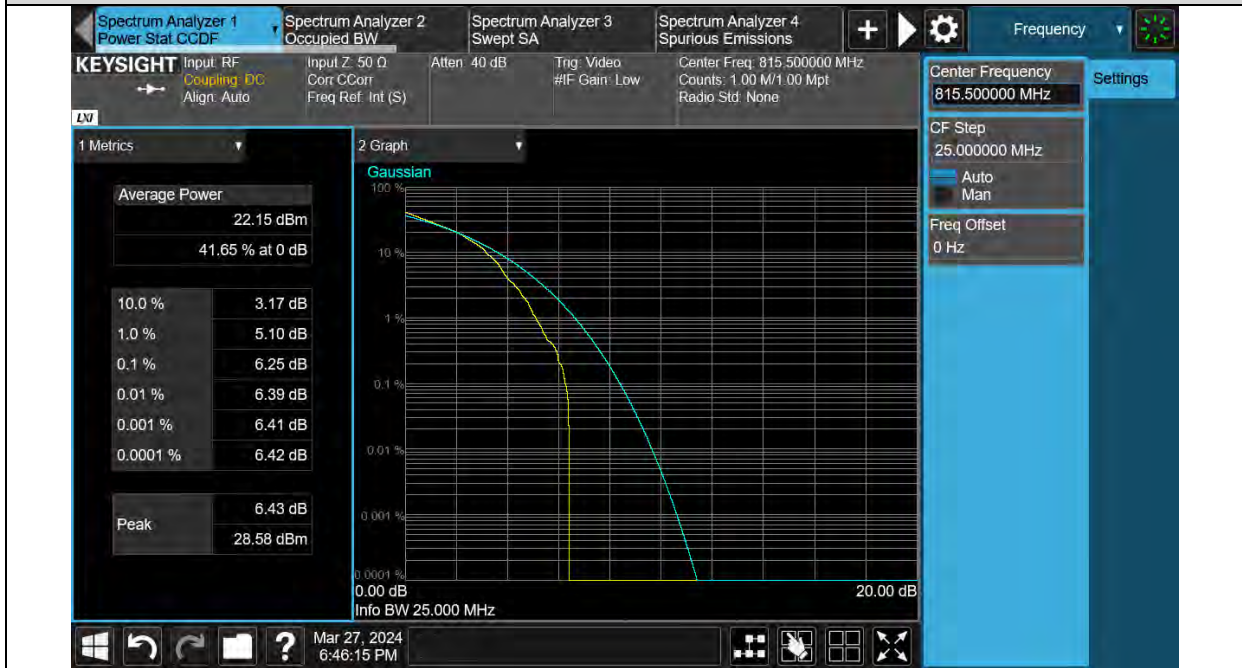 Spectrum Analyzer 1
Power Stat CCDF
Spectrum Analyzer 2
Occupied BW
Spectrum Analyzer 3
Swept SA
Spectrum Analyzer 4
Spurious Emissions
Frequency
KEYSIGHT
Input: RF
Coupling: DC
Align: Auto
Input Z: 50 Ω
Corr CCorr
Freq Ref: Int (S)
Atten: 40 dB
Trig: Video
#IF Gain: Low
Center Freq: 815.500000 MHz
Counts: 1.00 M/1.00 Mpt
Radio Std: None
LXI
Center Frequency
815.500000 MHz
Settings
CF Step
25.000000 MHz
Auto
Man
Freq Offset
0 Hz
1 Metrics
Average Power
22.15 dBm
41.65 % at 0 dB
10.0 % 3.17 dB
1.0 % 5.10 dB
0.1 % 6.25 dB
0.01 % 6.39 dB
0.001 % 6.41 dB
0.0001 % 6.42 dB
Peak
6.43 dB
28.58 dBm
2 Graph
Gaussian
100 %
10 %
1 %
0.1 %
0.01 %
0.001 %
0.0001 %
0.00 dB 20.00 dB
Info BW 25.000 MHz
?
Mar 27, 2024
6:46:15 PM